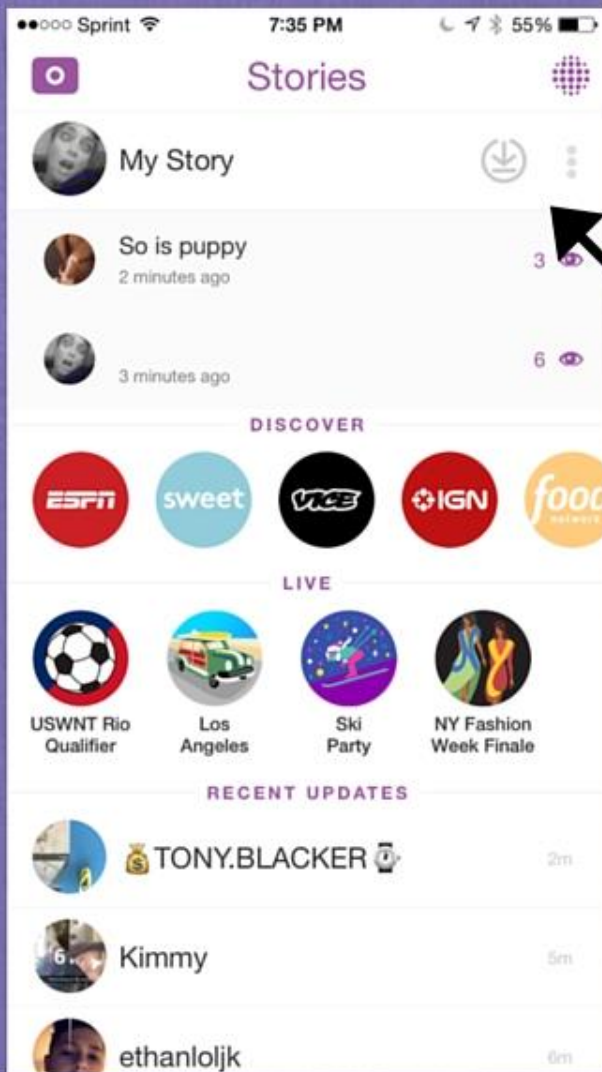 Sprint 7:35 PM 55%
Stories
My Story
So is puppy
2 minutes ago
3
3 minutes ago
6
DISCOVER
ESPN sweet VICE IGN food network
LIVE
USWNT Rio Qualifier
Los Angeles
Ski Party
NY Fashion Week Finale
RECENT UPDATES
💰TONY.BLACKER⌚ 2m
6.
Kimmy 5m
ethanloljk 6m